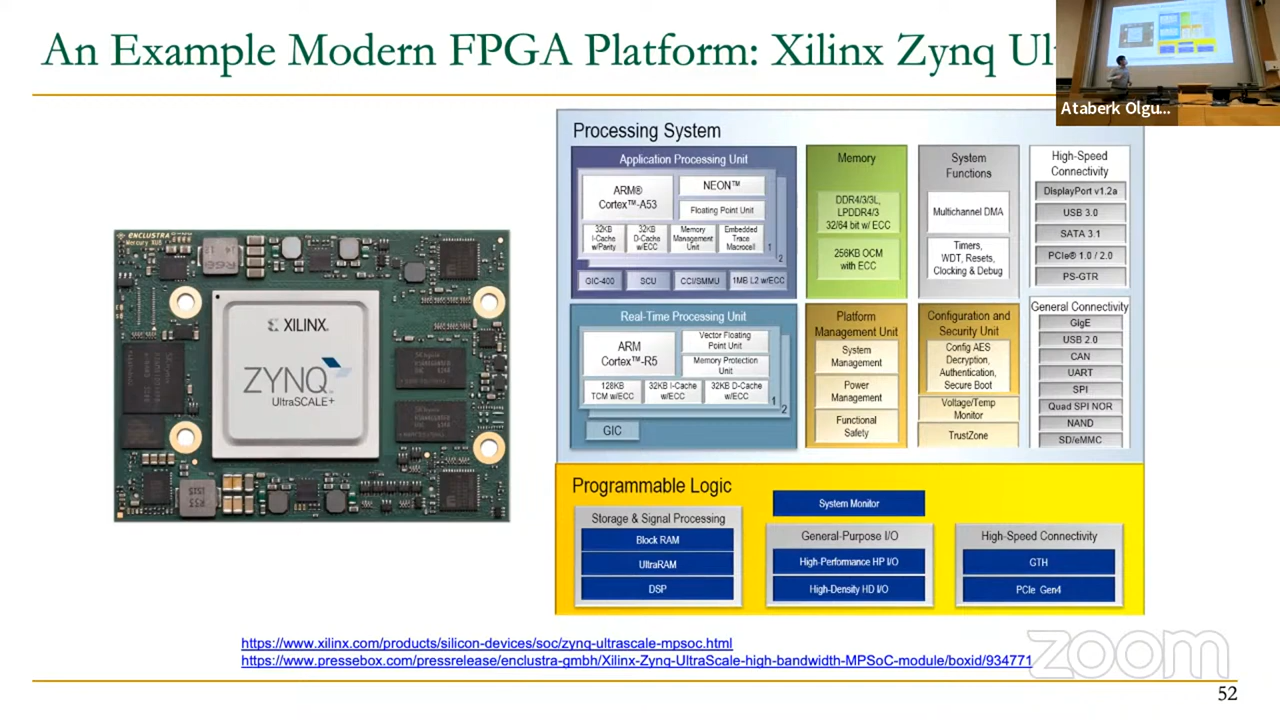 An Example Modern FPGA Platform: Xilinx Zynq Ul
Ataberk Olgu...
ENCLUSTRA
Mercury XU8
XILINX
ZYNQ
UltraSCALE+
Processing System
Application Processing Unit
ARM®
Cortex™-A53
NEON™
Floating Point Unit
32KB
I-Cache
w/Parity
32KB
D-Cache
w/ECC
Memory
Management
Unit
Embedded
Trace
Macrocell
1
2
GIC-400
SCU
CCI/SMMU
1MB L2 w/ECC
Memory
DDR4/3/3L,
LPDDR4/3
32/64 bit w/ECC
256KB OCM
with ECC
System
Functions
Multichannel DMA
Timers,
WDT, Resets,
Clocking & Debug
High-Speed
Connectivity
DisplayPort v1.2a
USB 3.0
SATA 3.1
PCIe® 1.0 / 2.0
PS-GTR
Real-Time Processing Unit
ARM
Cortex™-R5
Vector Floating
Point Unit
Memory Protection
Unit
128KB
TCM w/ECC
32KB I-Cache
w/ECC
32KB D-Cache
w/ECC
1
2
GIC
Platform
Management Unit
System
Management
Power
Management
Functional
Safety
Configuration and
Security Unit
Config AES
Decryption,
Authentication,
Secure Boot
Voltage/Temp
Monitor
TrustZone
General Connectivity
GigE
USB 2.0
CAN
UART
SPI
Quad SPI NOR
NAND
SD/eMMC
Programmable Logic
System Monitor
Storage & Signal Processing
Block RAM
UltraRAM
DSP
General-Purpose I/O
High-Performance HP I/O
High-Density HD I/O
High-Speed Connectivity
GTH
PCIe Gen4
https://www.xilinx.com/products/silicon-devices/soc/zynq-ultrascale-mpsoc.html
https://www.pressebox.com/pressrelease/enclustra-gmbh/Xilinx-Zynq-UltraScale-high-bandwidth-MPSoC-module/boxid/934771
zoom
52